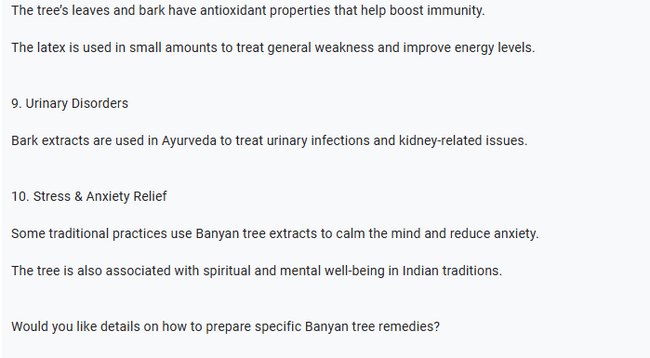 The tree’s leaves and bark have antioxidant properties that help boost immunity.
The latex is used in small amounts to treat general weakness and improve energy levels.
9. Urinary Disorders
Bark extracts are used in Ayurveda to treat urinary infections and kidney-related issues.
10. Stress & Anxiety Relief
Some traditional practices use Banyan tree extracts to calm the mind and reduce anxiety.
The tree is also associated with spiritual and mental well-being in Indian traditions.
Would you like details on how to prepare specific Banyan tree remedies?